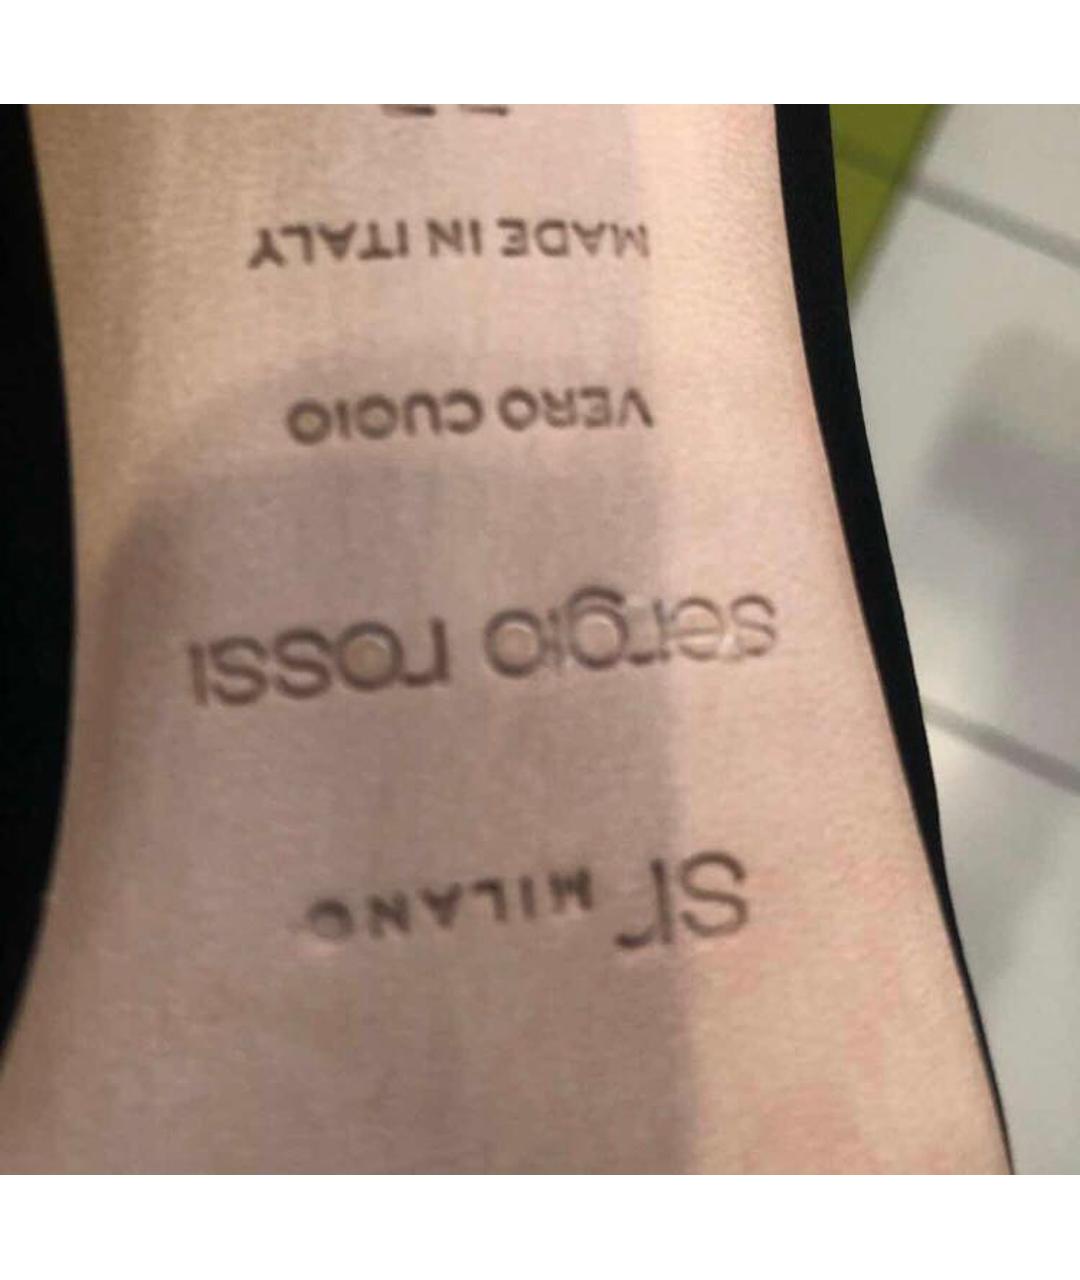 sr MILANO
sergio rossi
VERO CUOIO
MADE IN ITALY